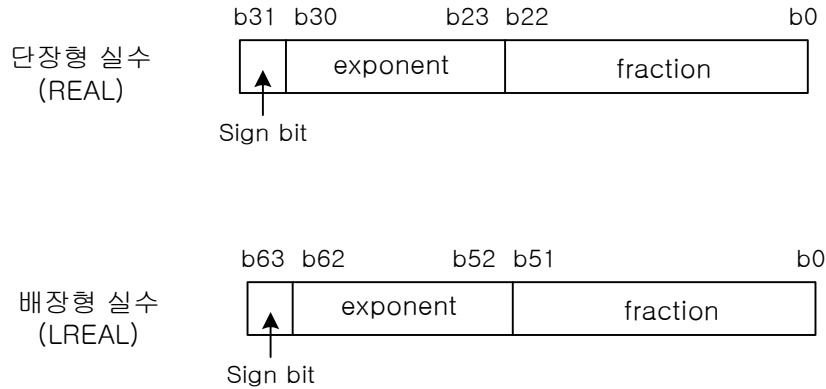 b31 b30 b23 b22 b0
단장형 실수
(REAL)
exponent fraction
Sign bit
b63 b62 b52 b51 b0
배장형 실수
(LREAL)
exponent fraction
Sign bit